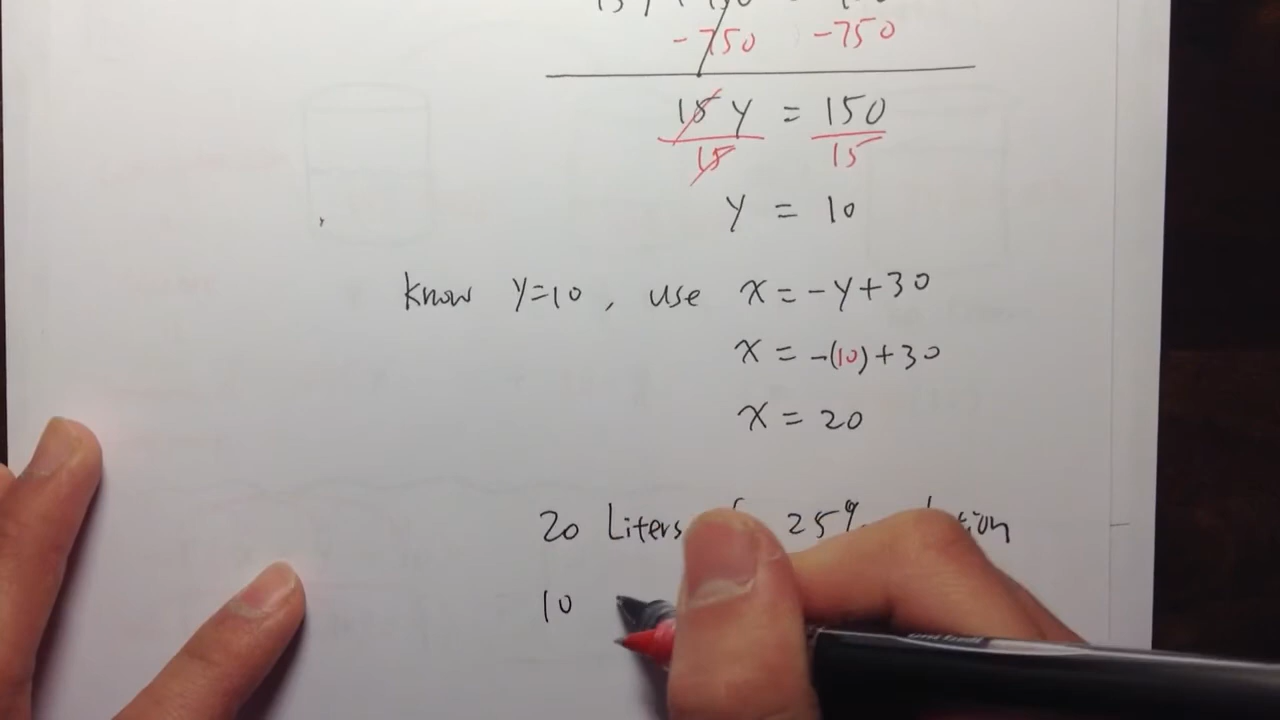 -750 -750
15y = 150
15 15
y = 10
know y=10, use x = -y+30
x = -(10)+30
x = 20
20 Liters 25%
10